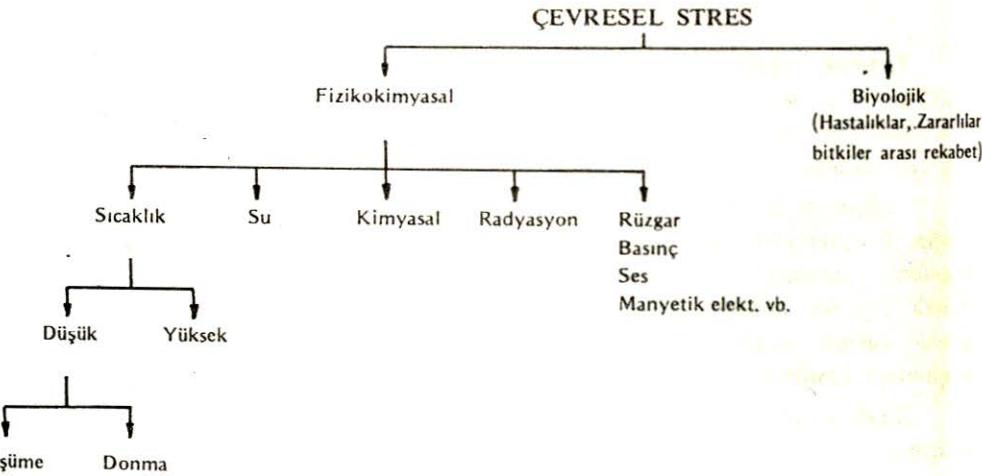 ÇEVRESEL STRES
Fizikokimyasal
Biyolojik
(Hastalıklar,.Zararlılar
bitkiler arası rekabet)
Sıcaklık Su Kimyasal Radyasyon Rüzgar
Basınç
Ses
Manyetik elekt. vb.
Düşük Yüksek
şüme Donma